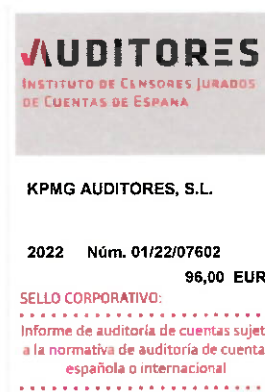 AUDITORES
INSTITUTO DE CENSORES JURADOS
DE CUENTAS DE ESPAÑA
KPMG AUDITORES, S.L.
2022 Núm. 01/22/07602
96,00 EUR
SELLO CORPORATIVO:
Informe de auditoría de cuentas sujet
a la normativa de auditoría de cuenta
española o internacional